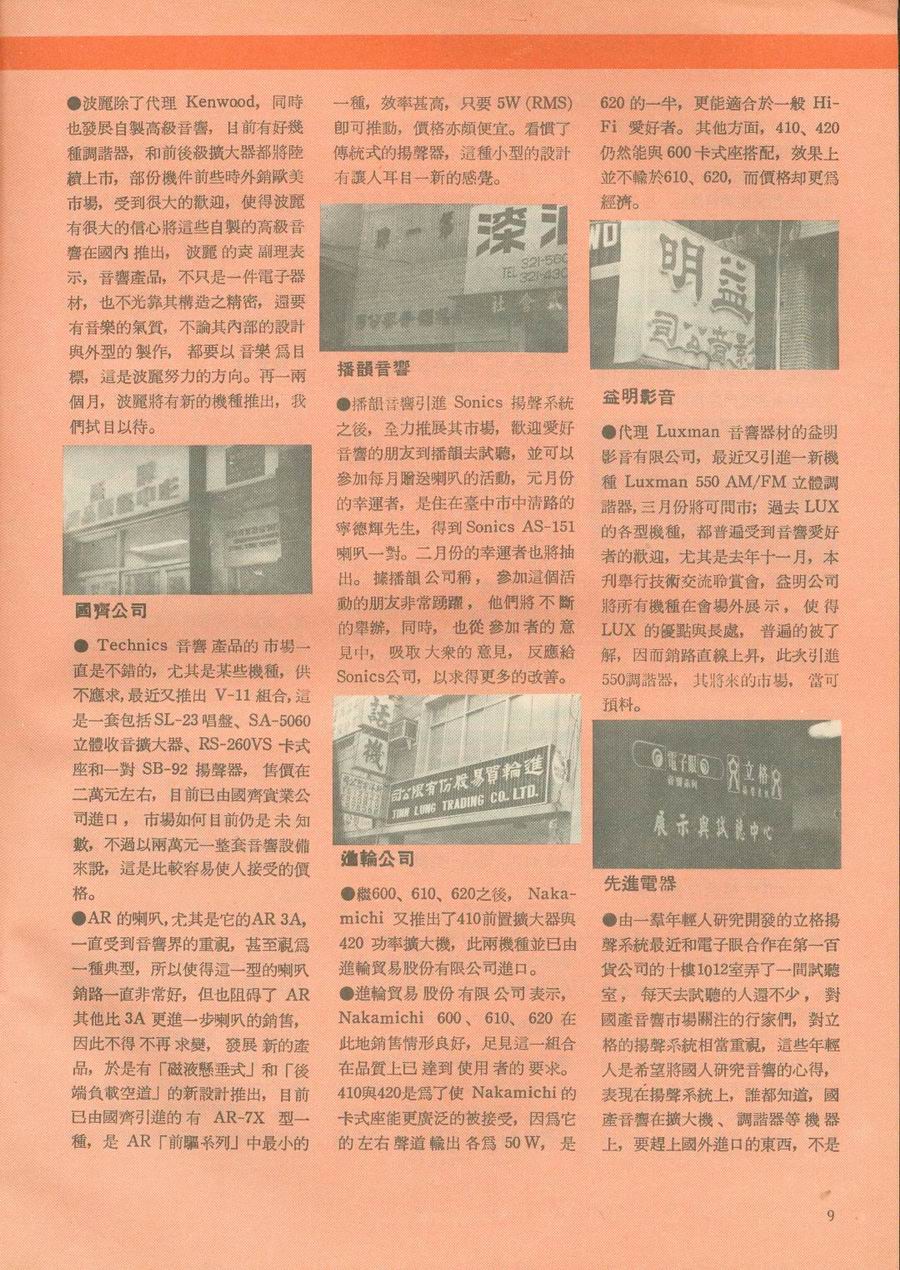 ●波麗除了代理 Kenwood，同時
也發展自製高級音響，目前有好幾
種調諧器，和前後級擴大器都將陸
續上市，部份機件前些時外銷歐美
市場，受到很大的歡迎，使得波麗
有很大的信心將這些自製的高級音
響在國內推出，波麗的袁副理表
示，音響產品，不只是一件電子器
材，也不光靠其構造之精密，還要
有音樂的氣質，不論其內部的設計
與外型的製作，都要以音樂爲目
標，這是波麗努力的方向。再一兩
個月，波麗將有新的機種推出，我
們拭目以待。
國齊公司
● Technics 音響產品的市場一
直是不錯的，尤其是某些機種，供
不應求,最近又推出 V-11 組合,這
是一套包括SL-23唱盤、SA-5060
立體收音擴大器、RS-260VS 卡式
座和一對 SB-92 揚聲器，售價在
二萬元左右，目前已由國齊實業公
司進口，市場如何目前仍是未知
數，不過以兩萬元一整套音響設備
來說，這是比較容易使人接受的價
格。
●AR 的喇叭,尤其是它的AR 3A,
一直受到音響界的重視，甚至視爲
一種典型，所以使得這一型的喇叭
銷路一直非常好，但也阻碍了 AR
其他比 3A 更進一步喇叭的銷售，
因此不得不再求變，發展新的產
品，於是有「磁液懸垂式」和「後
端負載空道」的新設計推出，目前
已由國齊引進的有 AR-7X 型一
種，是 AR「前驅系列」中最小的
一種，效率甚高，只要 5W (RMS)
即可推動，價格亦頗便宜。看慣了
傳統式的揚聲器，這種小型的設計
有讓人耳目一新的感覺。
第一
321-500
TEL 321-430
播韻音響
●播韻音響引進 Sonics 揚聲系統
之後，全力推展其市場，歡迎愛好
音響的朋友到播韻去試聽，並可以
參加每月贈送喇叭的活動，元月份
的幸運者，是住在臺中市中清路的
寧德輝先生，得到 Sonics AS-151
喇叭一對。二月份的幸運者也將抽
出。據播韻公司稱，參加這個活
動的朋友非常踴躍，他們將不斷
的舉辦，同時，也從參加者的意
見中，吸取大衆的意見，反應給
Sonics公司，以求得更多的改善。
話機
司公限有份股易貿輪進
TSIN LUNG TRADING CO. LTD.
進輪公司
●繼600、610、620之後，Naka-
michi 又推出了410前置擴大器與
420 功率擴大機，此兩機種並已由
進輪貿易股份有限公司進口。
●進輪貿易股份有限公司表示，
Nakamichi 600、610、620 在
此地銷售情形良好，足見這一組合
在品質上已達到使用者的要求。
410與420是爲了使 Nakamichi 的
卡式座能更廣泛的被接受，因爲它
的左右聲道輸出各爲 50 W，是
620 的一半，更能適合於一般 Hi-
Fi 愛好者。其他方面，410、420
仍然能與 600 卡式座搭配，效果上
並不輸於610、620，而價格却更爲
經濟。
明益
益明影音
●代理 Luxman 音響器材的益明
影音有限公司，最近又引進一新機
種 Luxman 550 AM/FM 立體調
諧器,三月份將可問市；過去 LUX
的各型機種，都普遍受到音響愛好
者的歡迎，尤其是去年十一月，本
刋舉行技術交流聆賞會，益明公司
將所有機種在會場外展示，使得
LUX 的優點與長處，普遍的被了
解，因而銷路直線上昇，此次引進
550調諧器，其將來的市場，當可
預料。
電子眼 立格
展示與試聽中心
先進電器
●由一羣年輕人研究開發的立格揚
聲系統最近和電子眼合作在第一百
貨公司的十樓1012室弄了一間試聽
室，每天去試聽的人還不少，對
國產音響市場關注的行家們，對立
格的揚聲系統相當重視，這些年輕
人是希望將國人研究音響的心得，
表現在揚聲系統上，誰都知道，國
產音響在擴大機、調諧器等機器
上，要趕上國外進口的東西，不是
9